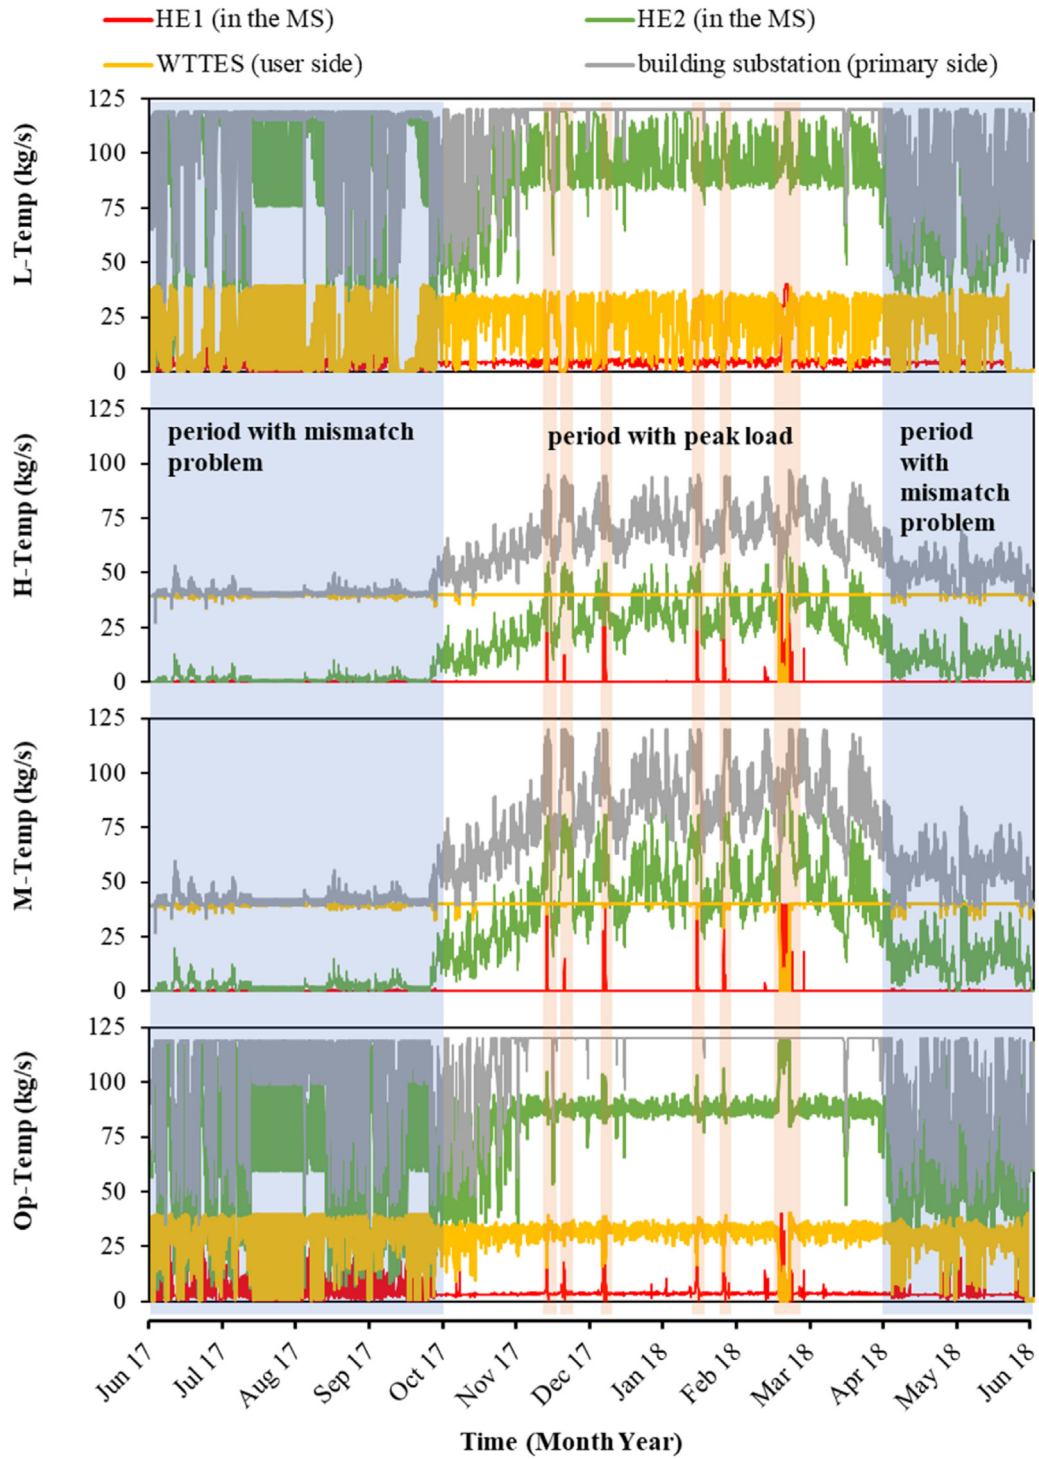 HE1 (in the MS)
HE2 (in the MS)
WTTES (user side)
building substation (primary side)
L-Temp (kg/s)
125
100
75
50
25
0
H-Temp (kg/s)
125
100
75
50
25
0
period with mismatch
problem
period with peak load
period
with
mismatch
problem
M-Temp (kg/s)
125
100
75
50
25
0
Op-Temp (kg/s)
125
100
75
50
25
0
Jun 17
Jul 17
Aug 17
Sep 17
Oct 17
Nov 17
Dec 17
Jan 18
Feb 18
Mar 18
Apr 18
May 18
Jun 18
Time (Month Year)